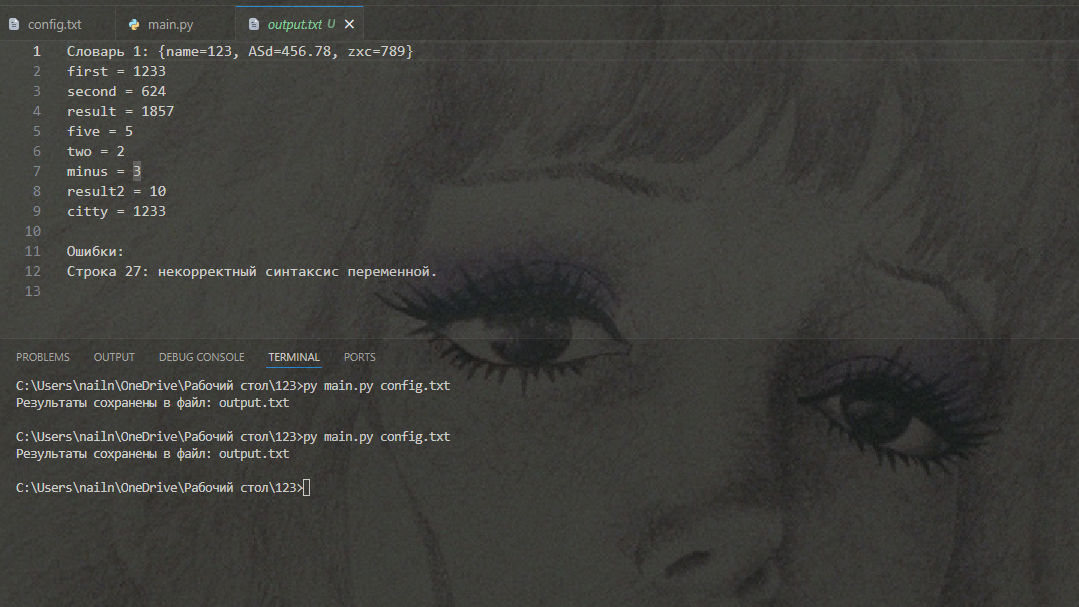 config.txt main.py output.txt U
1 Словарь 1: {name=123, ASd=456.78, zxc=789}
2 first = 1233
3 second = 624
4 result = 1857
5 five = 5
6 two = 2
7 minus = 3
8 result2 = 10
9 citty = 1233
10
11 Ошибки:
12 Строка 27: некорректный синтаксис переменной.
13
PROBLEMS OUTPUT DEBUG CONSOLE TERMINAL PORTS
C:\Users\nailn\OneDrive\Рабочий стол\123>py main.py config.txt
Результаты сохранены в файл: output.txt
C:\Users\nailn\OneDrive\Рабочий стол\123>py main.py config.txt
Результаты сохранены в файл: output.txt
C:\Users\nailn\OneDrive\Рабочий стол\123>